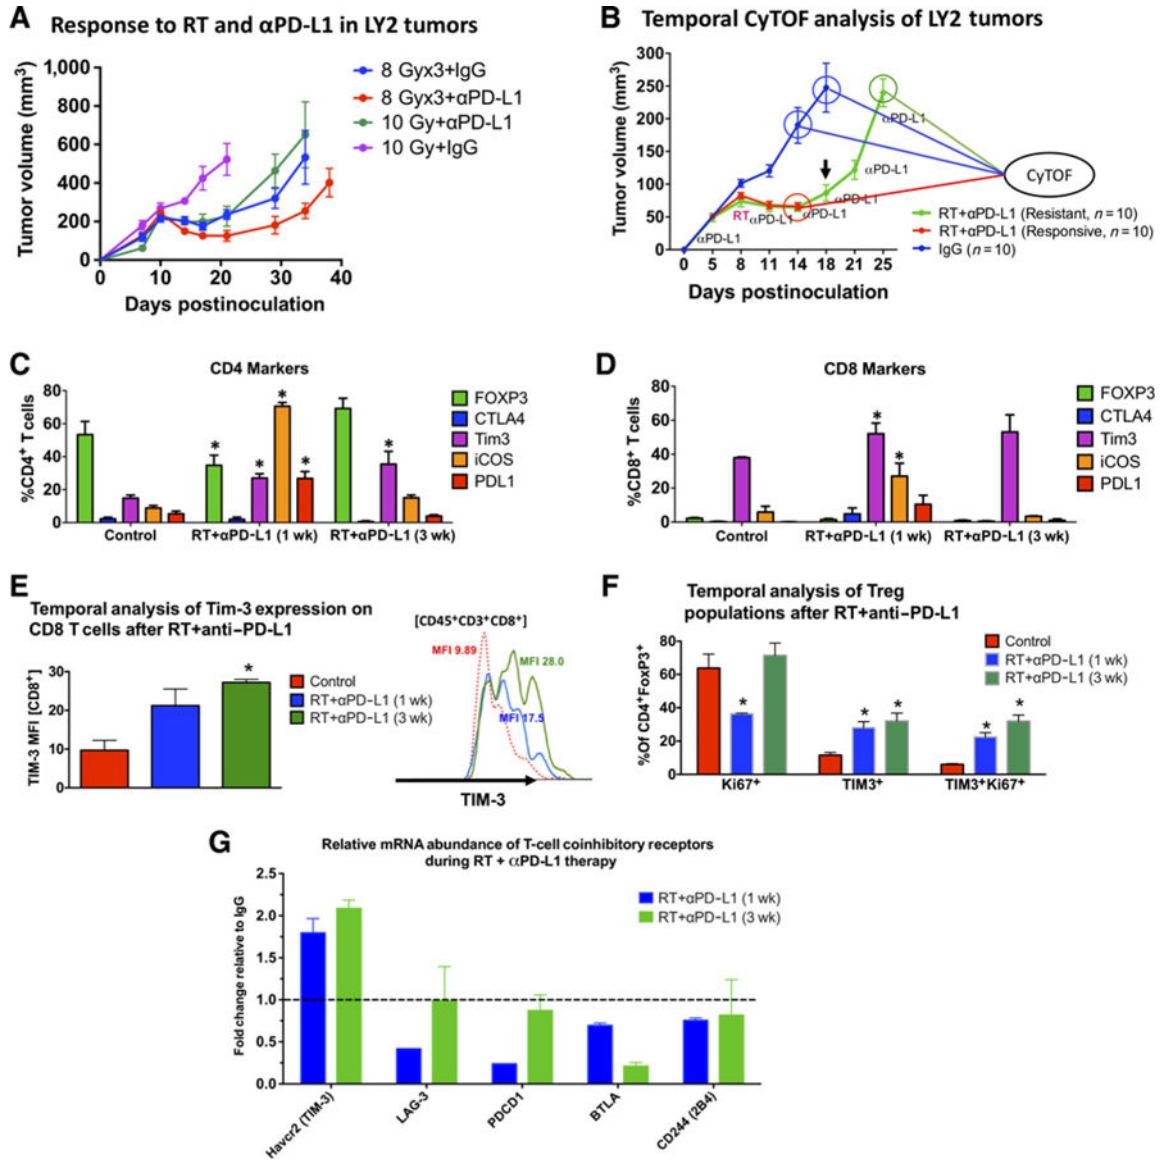 A Response to RT and αPD-L1 in LY2 tumors
Tumor volume (mm³)
1,000
800
600
400
200
0
0 10 20 30 40
Days postinoculation
8 Gyx3+IgG
8 Gyx3+αPD-L1
10 Gy+αPD-L1
10 Gy+IgG
B Temporal CyTOF analysis of LY2 tumors
Tumor volume (mm³)
300
250
200
150
100
50
0
0 5 8 11 14 18 21 25
Days postinoculation
αPD-L1
RT
αPD-L1
αPD-L1
αPD-L1
αPD-L1
αPD-L1
CyTOF
RT+αPD-L1 (Resistant, n = 10)
RT+αPD-L1 (Responsive, n = 10)
IgG (n = 10)
C CD4 Markers
%CD4⁺ T cells
80
60
40
20
0
* * * * *
Control RT+αPD-L1 (1 wk) RT+αPD-L1 (3 wk)
FOXP3
CTLA4
Tim3
iCOS
PDL1
D CD8 Markers
%CD8⁺ T cells
80
60
40
20
0
* *
Control RT+αPD-L1 (1 wk) RT+αPD-L1 (3 wk)
FOXP3
CTLA4
Tim3
iCOS
PDL1
E Temporal analysis of Tim-3 expression on
CD8 T cells after RT+anti–PD-L1
TIM-3 MFI [CD8⁺]
30
20
10
0
*
Control
RT+αPD-L1 (1 wk)
RT+αPD-L1 (3 wk)
[CD45⁺CD3⁺CD8⁺]
MFI 9.89
MFI 28.0
MFI 17.5
TIM-3
F Temporal analysis of Treg
populations after RT+anti–PD-L1
%Of CD4⁺FoxP3⁺
80
60
40
20
0
* * * * *
Ki67⁺ TIM3⁺ TIM3⁺Ki67⁺
Control
RT+αPD-L1 (1 wk)
RT+αPD-L1 (3 wk)
G Relative mRNA abundance of T-cell coinhibitory receptors
during RT + αPD-L1 therapy
Fold change relative to IgG
2.5
2.0
1.5
1.0
0.5
0.0
Havcr2 (TIM-3) LAG-3 PDCD1 BTLA CD244 (2B4)
RT+αPD-L1 (1 wk)
RT+αPD-L1 (3 wk)